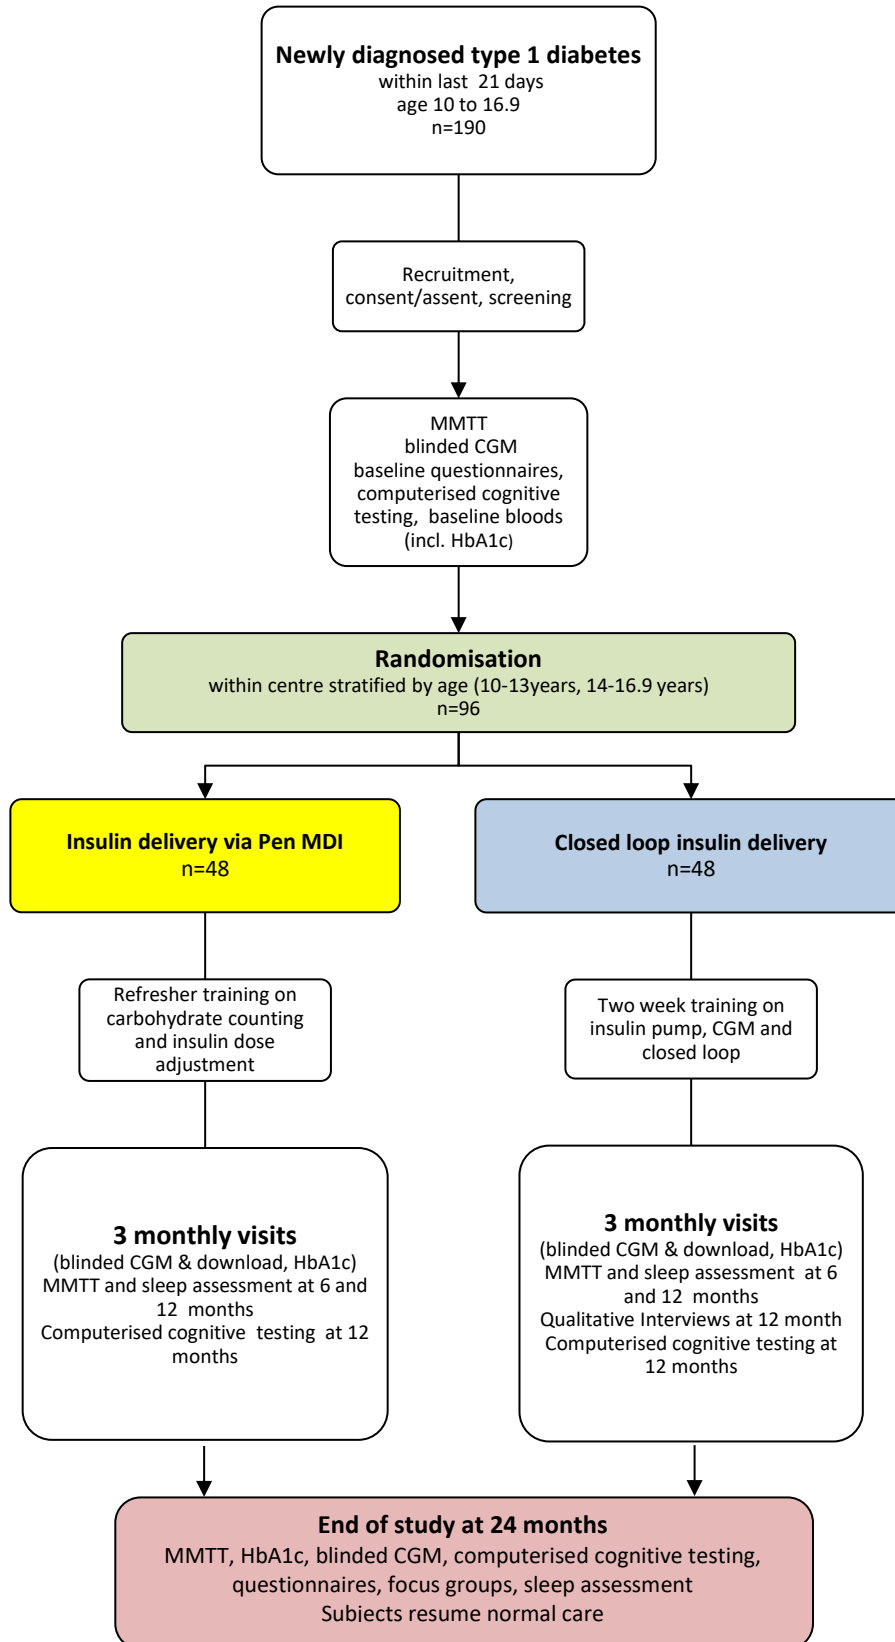 Newly diagnosed type 1 diabetes
within last 21 days
age 10 to 16.9
n=190
Recruitment,
consent/assent, screening
MMTT
blinded CGM
baseline questionnaires,
computerised cognitive
testing, baseline bloods
(incl. HbA1c)
Randomisation
within centre stratified by age (10-13years, 14-16.9 years)
n=96
Insulin delivery via Pen MDI
n=48
Closed loop insulin delivery
n=48
Refresher training on
carbohydrate counting
and insulin dose
adjustment
Two week training on
insulin pump, CGM and
closed loop
3 monthly visits
(blinded CGM & download, HbA1c)
MMTT and sleep assessment at 6 and
12 months
Computerised cognitive testing at 12
months
3 monthly visits
(blinded CGM & download, HbA1c)
MMTT and sleep assessment at 6
and 12 months
Qualitative Interviews at 12 month
Computerised cognitive testing at
12 months
End of study at 24 months
MMTT, HbA1c, blinded CGM, computerised cognitive testing,
questionnaires, focus groups, sleep assessment
Subjects resume normal care